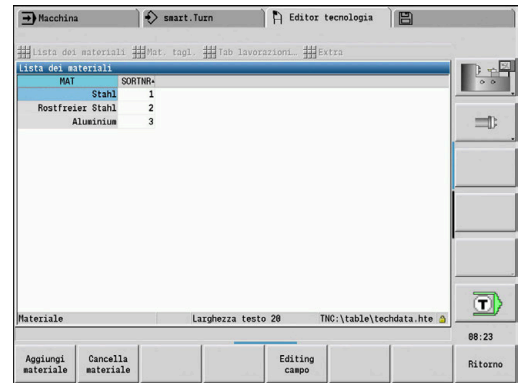 Macchina smart.Turn Editor tecnologia
Lista dei materiali Mat. tagl. Tab lavorazioni… Extra
Lista dei materiali
MAT SORTNR
Stahl 1
Rostfreier Stahl 2
Aluminium 3
T
Materiale Larghezza testo 20 TNC:\table\techdata.hte
08:23
Aggiungi materiale
Cancella materiale
Editing campo
Ritorno